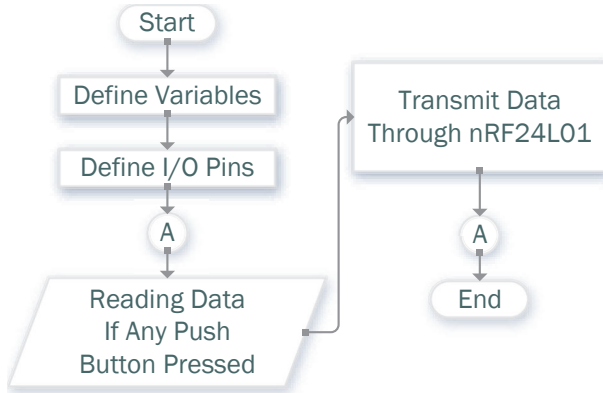 Start
Define Variables
Define I/O Pins
A
Reading Data
If Any Push
Button Pressed
Transmit Data
Through nRF24L01
A
End